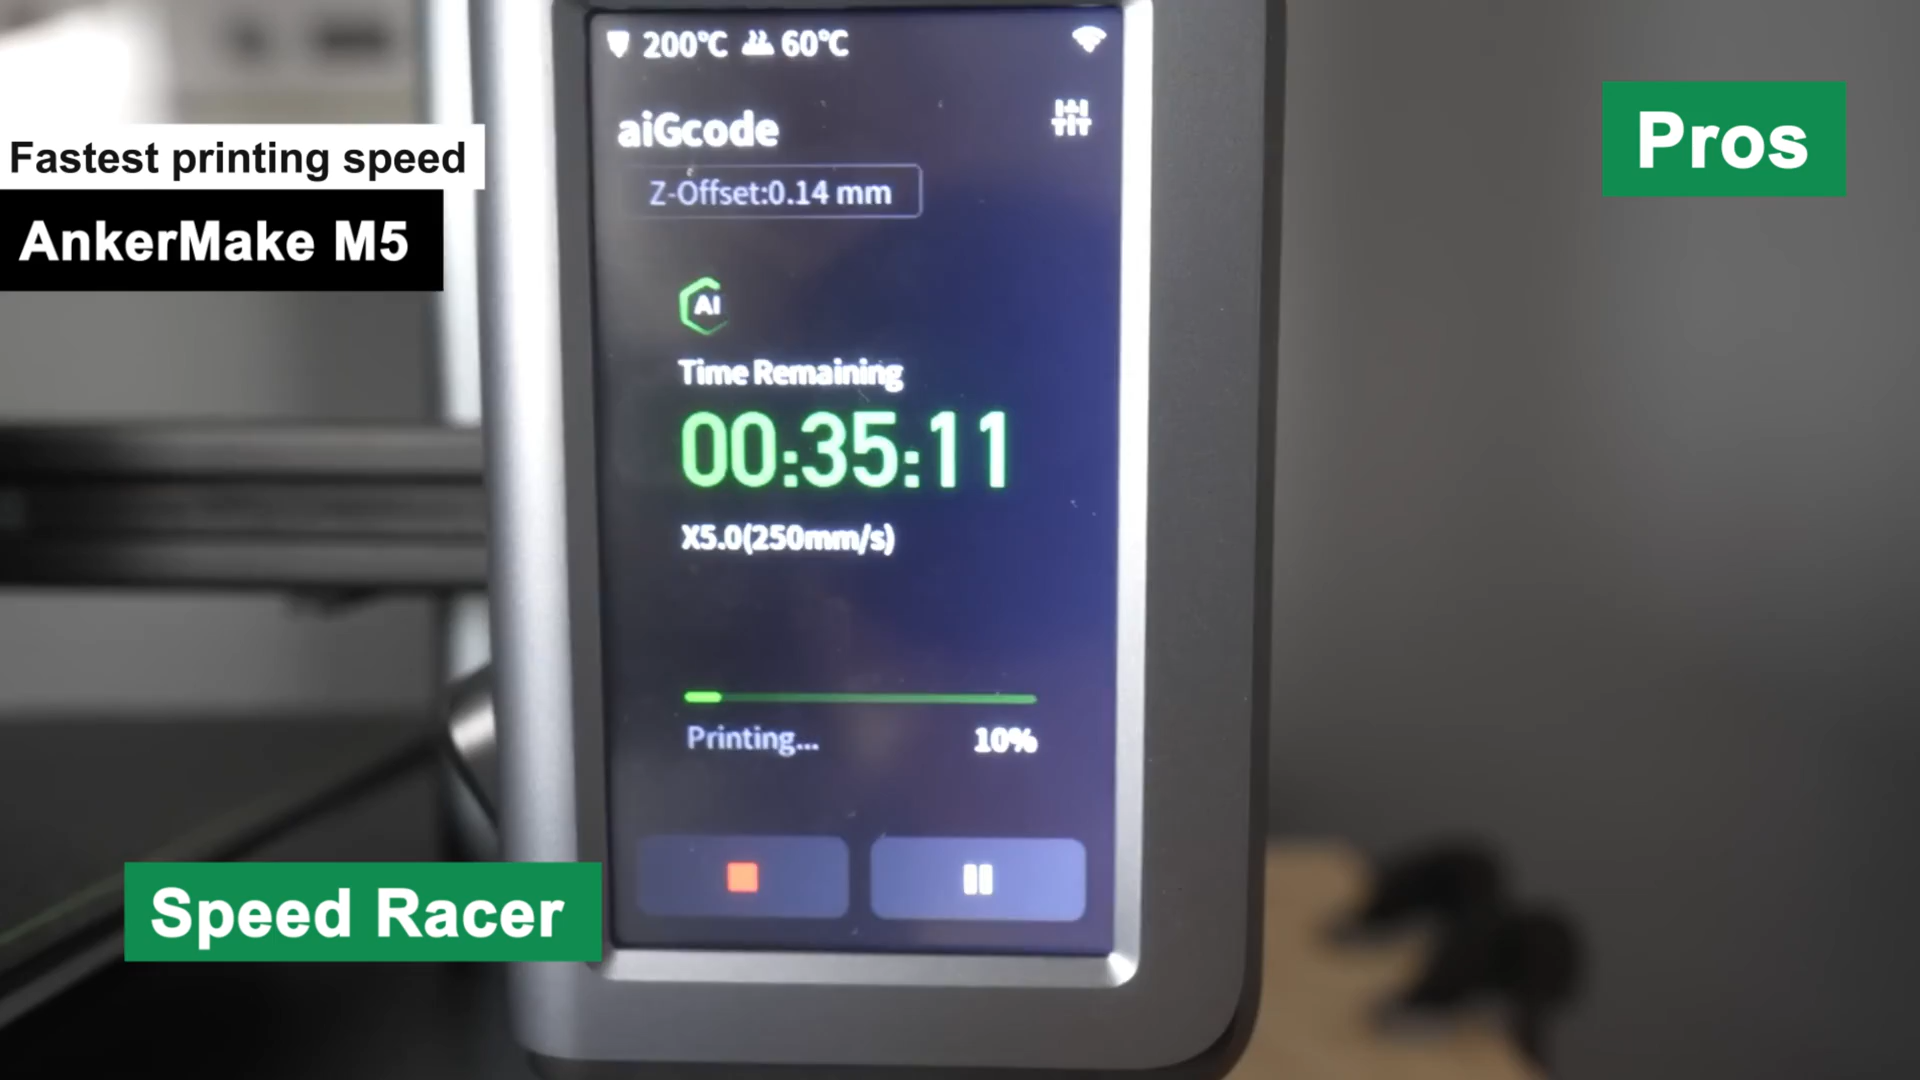 200°C 60°C
aiGcode
Z-Offset:0.14 mm
AI
Time Remaining
00:35:11
X5.0(250mm/s)
Printing...
10%
Fastest printing speed
AnkerMake M5
Pros
Speed Racer